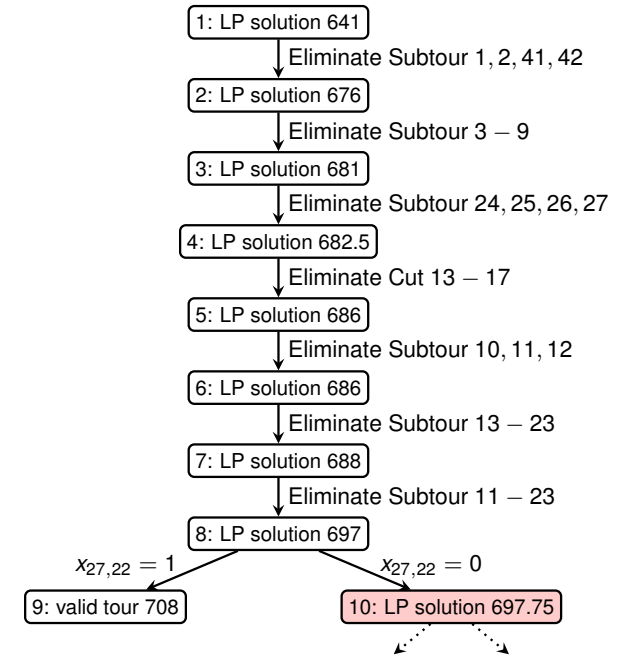 1: LP solution 641
Eliminate Subtour 1, 2, 41, 42
2: LP solution 676
Eliminate Subtour 3 − 9
3: LP solution 681
Eliminate Subtour 24, 25, 26, 27
4: LP solution 682.5
Eliminate Cut 13 − 17
5: LP solution 686
Eliminate Subtour 10, 11, 12
6: LP solution 686
Eliminate Subtour 13 − 23
7: LP solution 688
Eliminate Subtour 11 − 23
8: LP solution 697
x27,22 = 1
x27,22 = 0
9: valid tour 708
10: LP solution 697.75